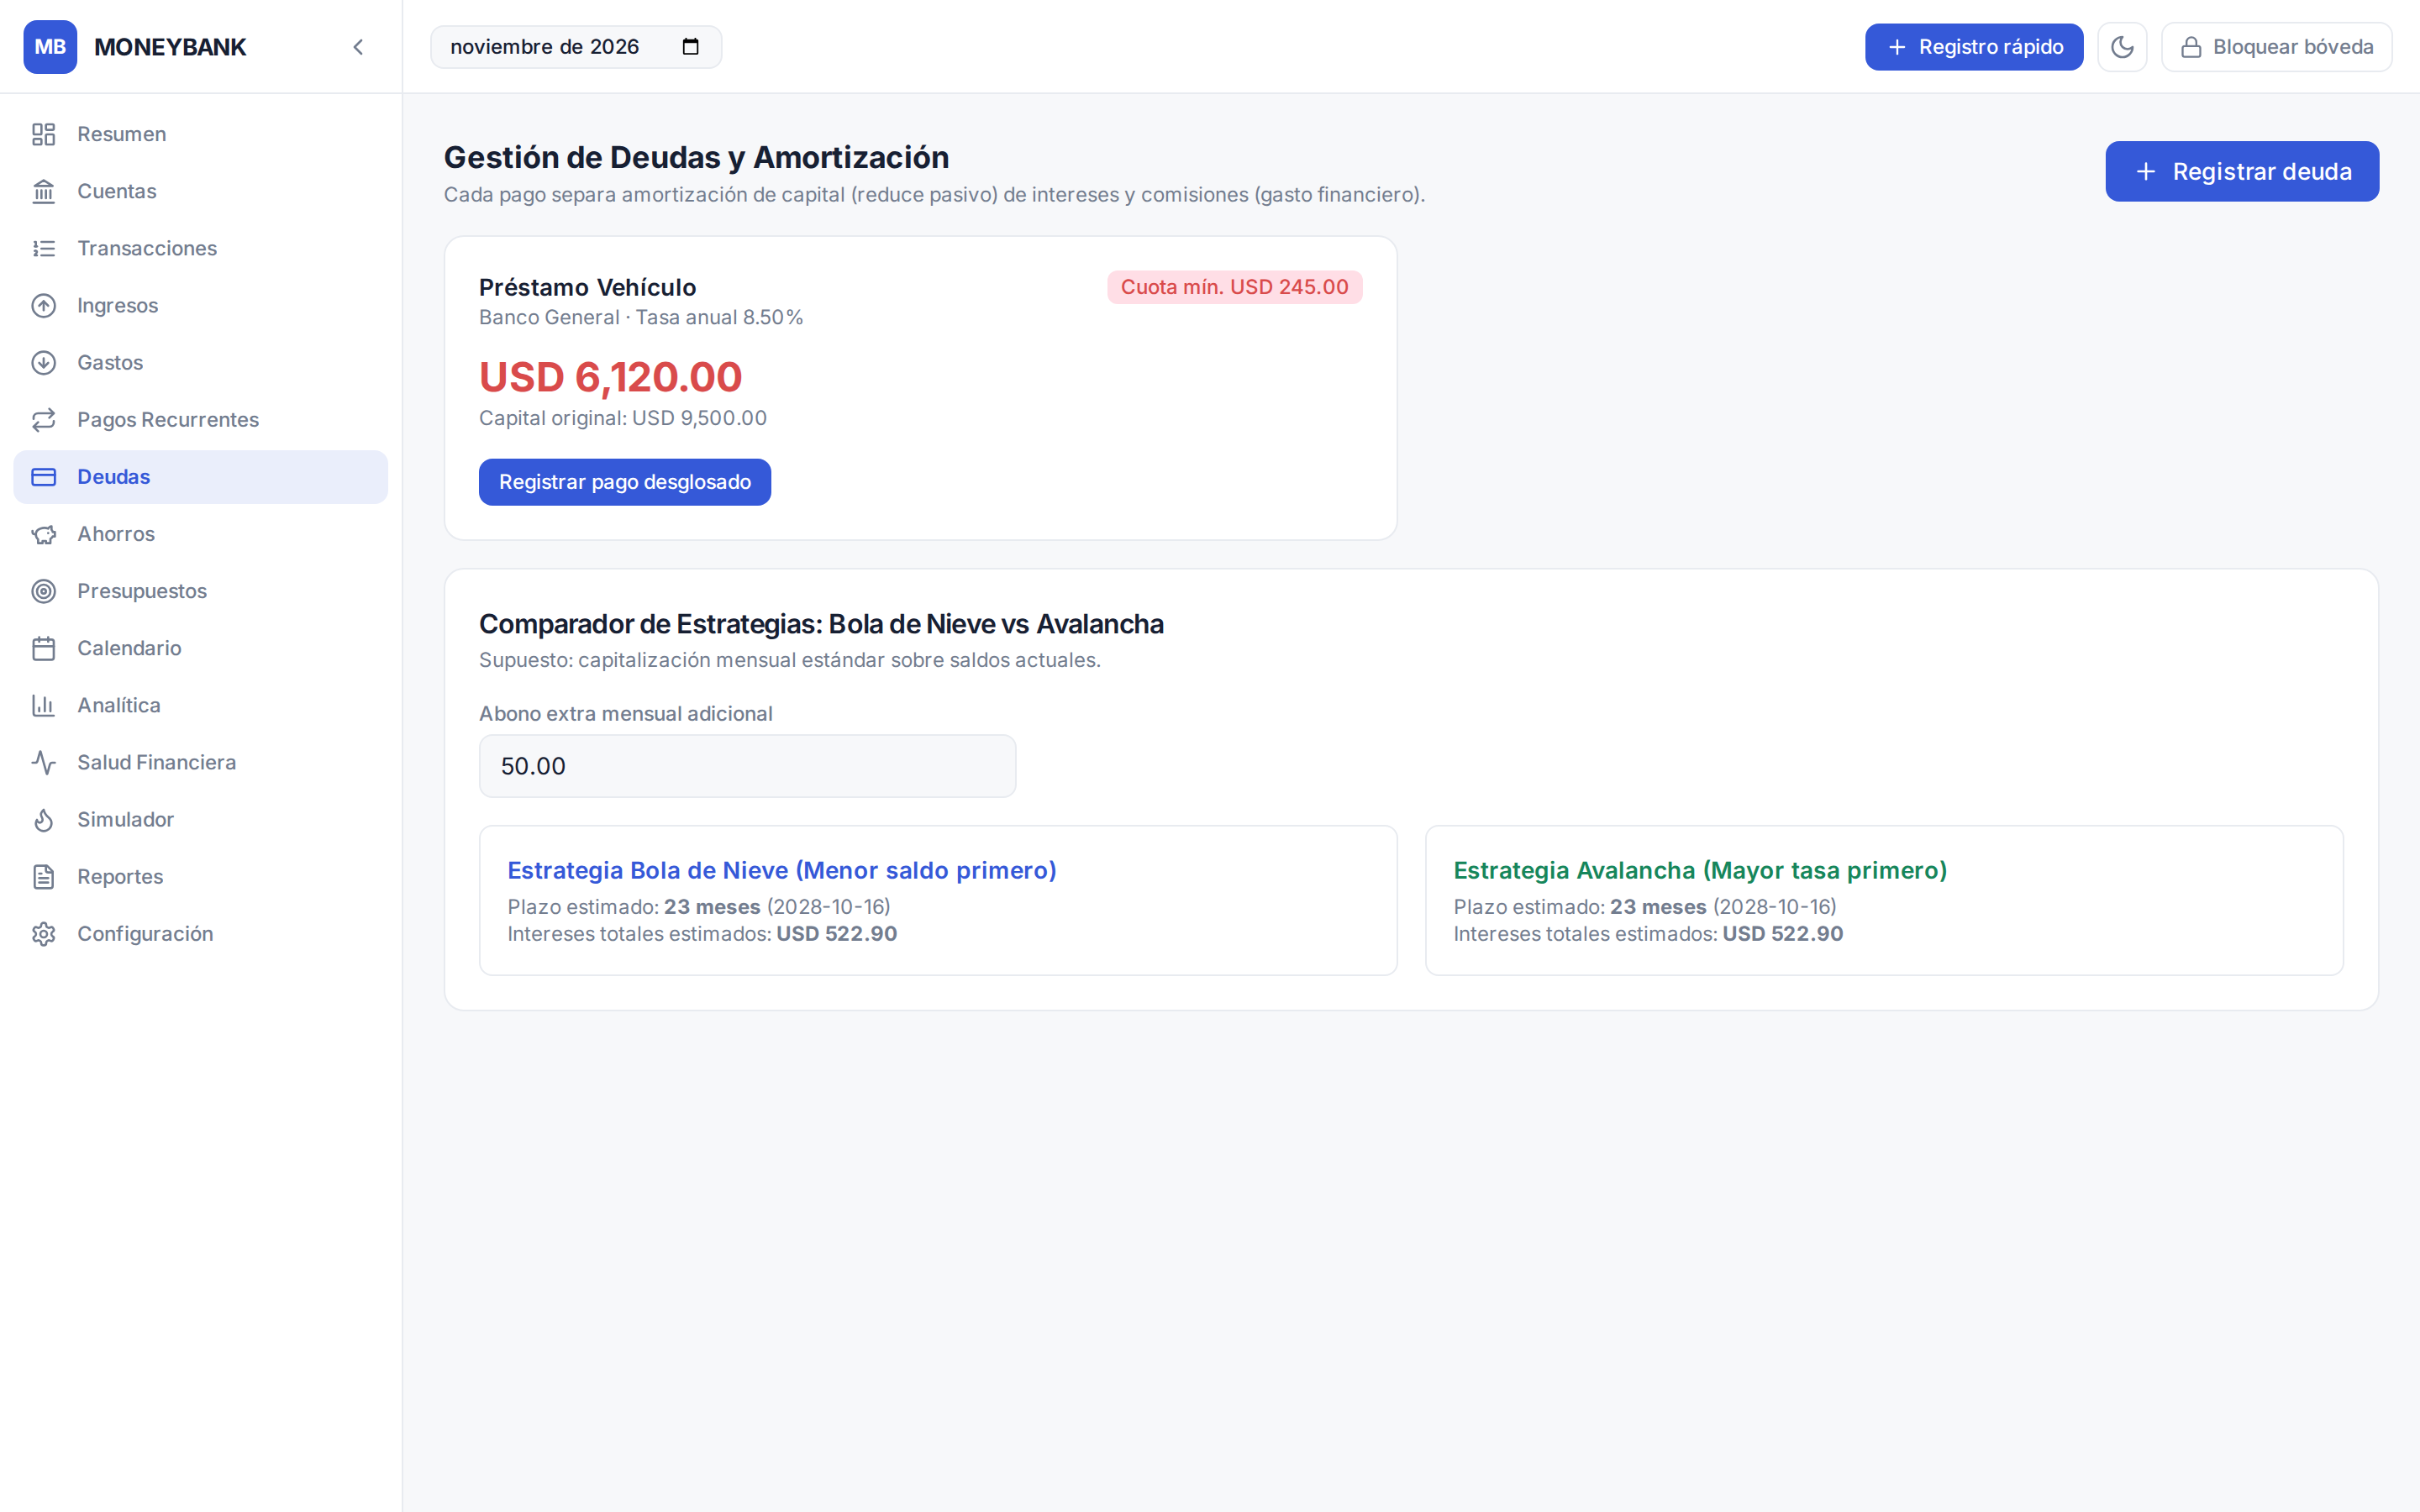 MB MONEYBANK
noviembre de 2026
Registro rápido
Bloquear bóveda
Resumen
Cuentas
Transacciones
Ingresos
Gastos
Pagos Recurrentes
Deudas
Ahorros
Presupuestos
Calendario
Analítica
Salud Financiera
Simulador
Reportes
Configuración
Gestión de Deudas y Amortización
Cada pago separa amortización de capital (reduce pasivo) de intereses y comisiones (gasto financiero).
Registrar deuda
Préstamo Vehículo
Cuota mín. USD 245.00
Banco General · Tasa anual 8.50%
USD 6,120.00
Capital original: USD 9,500.00
Registrar pago desglosado
Comparador de Estrategias: Bola de Nieve vs Avalancha
Supuesto: capitalización mensual estándar sobre saldos actuales.
Abono extra mensual adicional
50.00
Estrategia Bola de Nieve (Menor saldo primero)
Plazo estimado: 23 meses (2028-10-16)
Intereses totales estimados: USD 522.90
Estrategia Avalancha (Mayor tasa primero)
Plazo estimado: 23 meses (2028-10-16)
Intereses totales estimados: USD 522.90